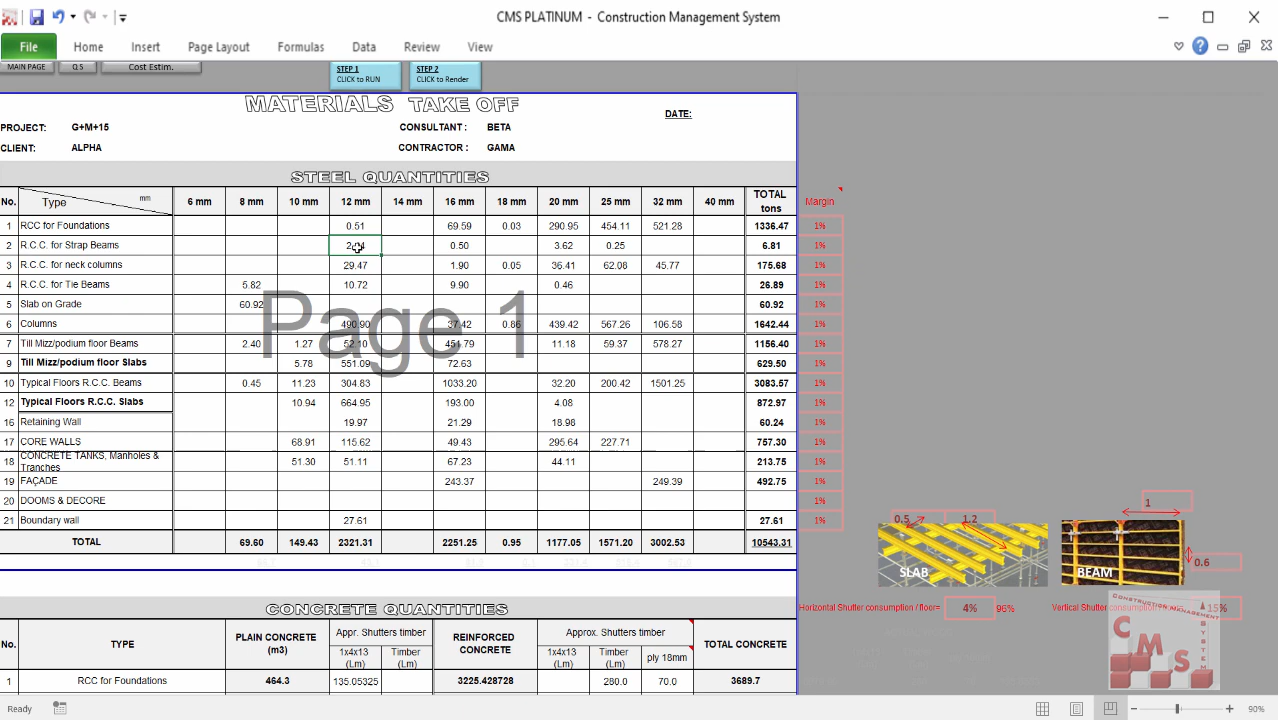 CMS PLATINUM - Construction Management System
File Home Insert Page Layout Formulas Data Review View
MAIN PAGE Q S Cost Estim.
STEP 1
CLICK to RUN
STEP 2
CLICK to Render
MATERIALS TAKE OFF
DATE:
PROJECT: G+M+15 CONSULTANT : BETA
CLIENT: ALPHA CONTRACTOR : GAMA
STEEL QUANTITIES
No. Type mm 6 mm 8 mm 10 mm 12 mm 14 mm 16 mm 18 mm 20 mm 25 mm 32 mm 40 mm TOTAL tons Margin
1 RCC for Foundations 0.51 69.59 0.03 290.95 454.11 521.28 1336.47 1%
2 R.C.C. for Strap Beams 0.50 3.62 0.25 6.81 1%
3 R.C.C. for neck columns 29.47 1.90 0.05 36.41 62.08 45.77 175.68 1%
4 R.C.C. for Tie Beams 5.82 10.72 9.90 0.46 26.89 1%
5 Slab on Grade 60.92 60.92 1%
6 Columns 490.90 37.42 0.86 439.42 567.26 106.58 1642.44 1%
7 Till Mizz/podium floor Beams 2.40 1.27 52.10 451.79 11.18 59.37 578.27 1156.40 1%
9 Till Mizz/podium floor Slabs 5.78 551.09 72.63 629.50 1%
10 Typical Floors R.C.C. Beams 0.45 11.23 304.83 1033.20 32.20 200.42 1501.25 3083.57 1%
12 Typical Floors R.C.C. Slabs 10.94 664.95 193.00 4.08 872.97 1%
16 Retaining Wall 19.97 21.29 18.98 60.24 1%
17 CORE WALLS 68.91 115.62 49.43 295.64 227.71 757.30 1%
18 CONCRETE TANKS, Manholes & Tranches 51.30 51.11 67.23 44.11 213.75 1%
19 FAÇADE 243.37 249.39 492.75 1%
20 DOOMS & DECORE 1%
21 Boundary wall 27.61 27.61 1%
TOTAL 69.60 149.43 2321.31 2251.25 0.95 1177.05 1571.20 3002.53 10543.31
Page 1
0.5 1.2 1
SLAB BEAM 0.6
Horizontal Shutter consumption / floor= 4% 96% Vertical Shutter 15%
CONSTRUCTION MANAGEMENT SYSTEM
CMS
CONCRETE QUANTITIES
No. TYPE PLAIN CONCRETE (m3) Appr. Shutters timber REINFORCED CONCRETE Approx. Shutters timber TOTAL CONCRETE
1x4x13 (Lm) Timber (Lm) 1x4x13 (Lm) Timber (Lm) ply 18mm
1 RCC for Foundations 464.3 135.05325 3225.428728 280.0 70.0 3689.7
Ready 90%